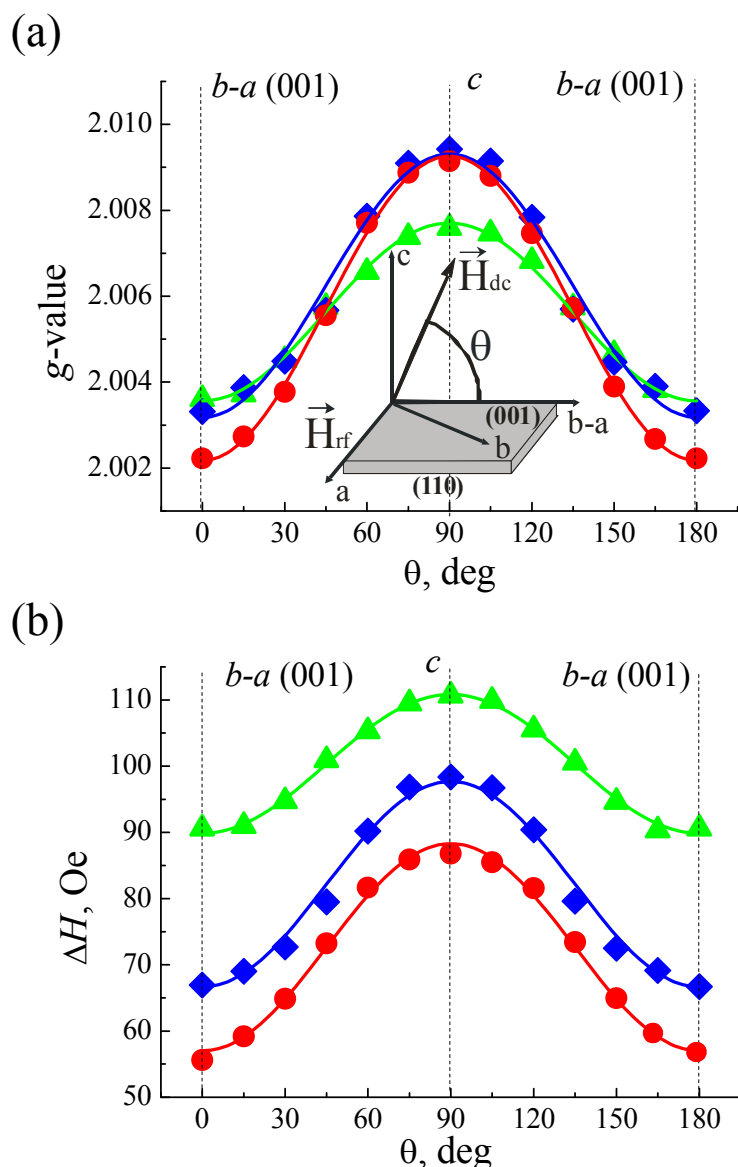 (a)
b-a (001) c b-a (001)
2.010
2.008
2.006
2.004
2.002
g-value
c
H⃗dc
θ
(001)
b-a
H⃗rf
b
a
(110)
0 30 60 90 120 150 180
θ, deg
(b)
b-a (001) c b-a (001)
110
100
90
80
70
60
50
ΔH, Oe
0 30 60 90 120 150 180
θ, deg